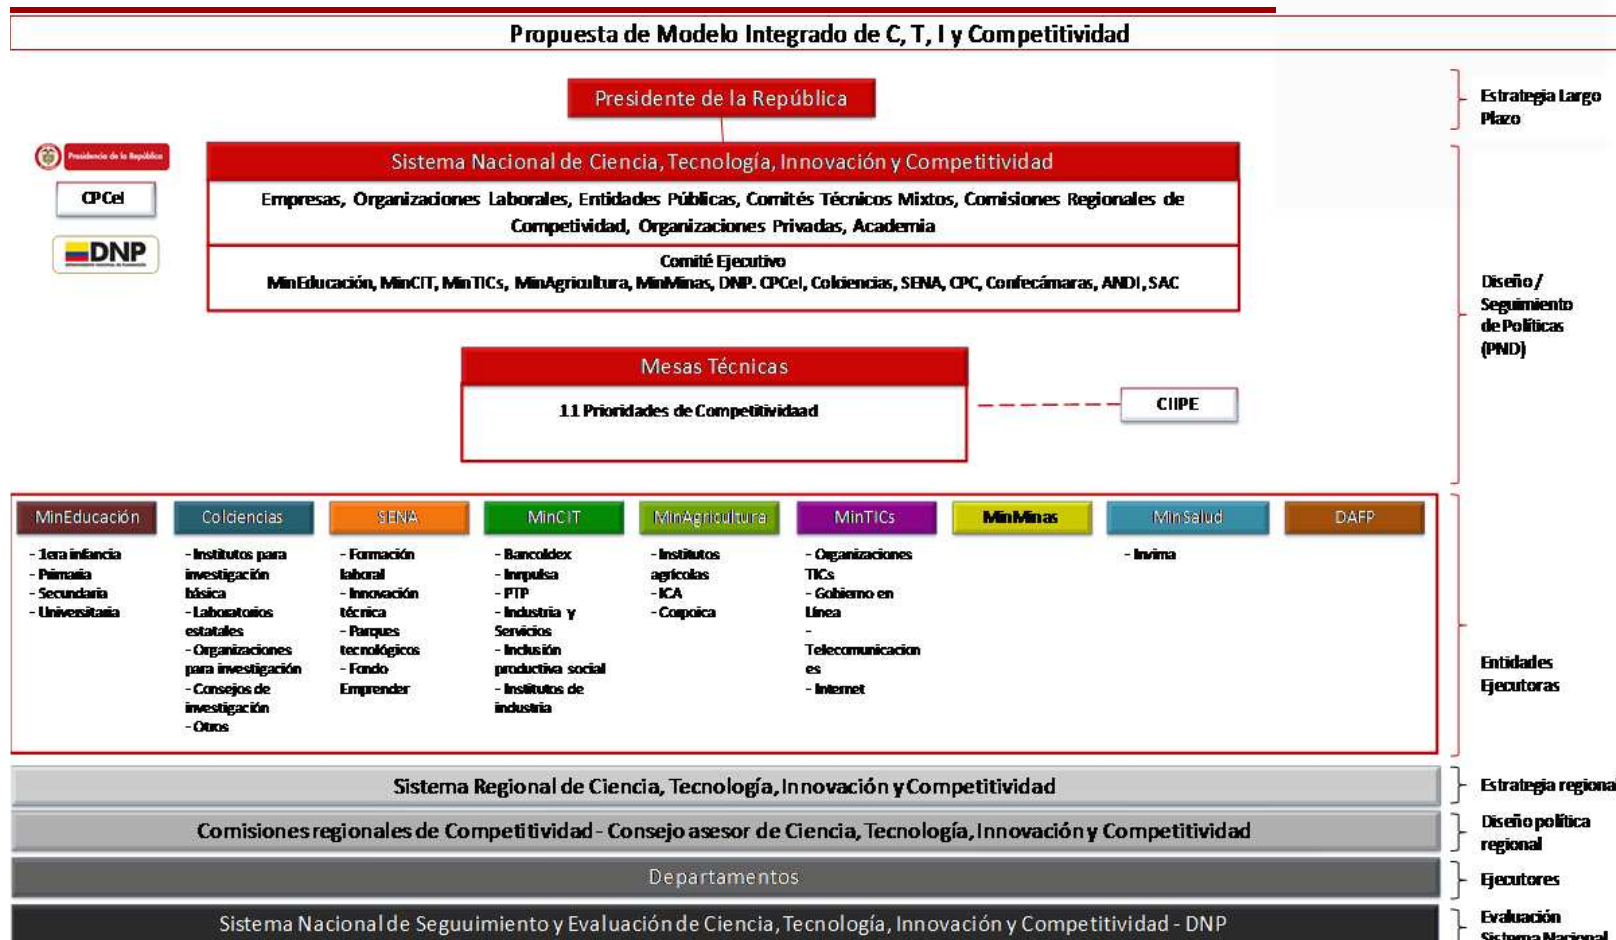 Propuesta de Modelo Integrado de C, T, I y Competitividad
Presidente de la República
Estrategia Largo
Plazo
Presidencia de la República
CPCeI
DNP
Sistema Nacional de Ciencia, Tecnología, Innovación y Competitividad
Empresas, Organizaciones Laborales, Entidades Públicas, Comités Técnicos Mixtos, Comisiones Regionales de
Competividad, Organizaciones Privadas, Academia
Comité Ejecutivo
MinEducación, MinCIT, MinTICs, MinAgricultura, MinMinas, DNP. CPCeI, Colciencias, SENA, CPC, Confecámaras, ANDI, SAC
Diseño /
Seguimiento
de Políticas
(PND)
Mesas Técnicas
11 Prioridades de Competitividaad
CIIPE
MinEducación
- 1era infancia
- Primaria
- Secundaria
- Universitaria
Colciencias
- Institutos para
investigación
básica
- Laboratorios
estatales
- Organizaciones
para investigación
- Consejos de
investigación
- Otros
SENA
- Formación
laboral
- Innovación
técnica
- Parques
tecnológicos
- Fondo
Emprender
MinCIT
- Bancoldex
- Innpulsa
- PTP
- Industria y
Servicios
- Inclusión
productiva social
- Institutos de
industria
MinAgricultura
- Institutos
agrícolas
- ICA
- Corpoica
MinTICs
- Organizaciones
TICs
- Gobierno en
Línea
-
Telecomunicacion
es
- Internet
MinMinas
MinSalud
- Invima
DAFP
Entidades
Ejecutoras
Sistema Regional de Ciencia, Tecnología, Innovación y Competitividad
Estrategia regional
Comisiones regionales de Competitividad - Consejo asesor de Ciencia, Tecnología, Innovación y Competitividad
Diseño política
regional
Departamentos
Ejecutores
Sistema Nacional de Seguuimiento y Evaluación de Ciencia, Tecnología, Innovación y Competitividad - DNP
Evaluación
Sistema Nacional